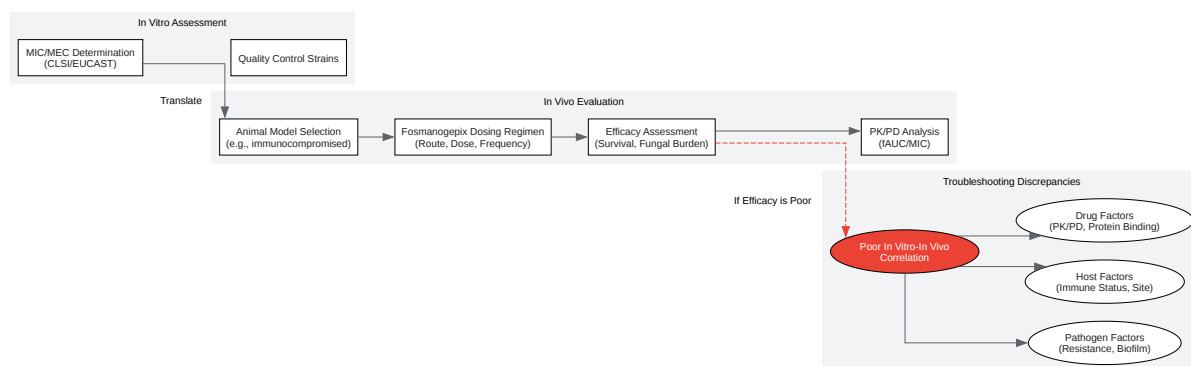 In Vitro Assessment
MIC/MEC Determination
(CLSI/EUCAST)
Quality Control Strains
Translate
In Vivo Evaluation
Animal Model Selection
(e.g., immunocompromised)
Fosmanogepix Dosing Regimen
(Route, Dose, Frequency)
Efficacy Assessment
(Survival, Fungal Burden)
PK/PD Analysis
(fAUC/MIC)
If Efficacy is Poor
Troubleshooting Discrepancies
Poor In Vitro-In Vivo
Correlation
Drug Factors
(PK/PD, Protein Binding)
Host Factors
(Immune Status, Site)
Pathogen Factors
(Resistance, Biofilm)